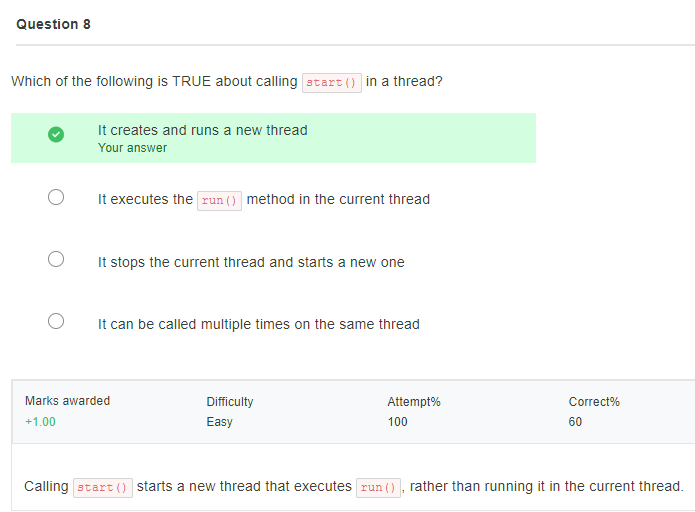 Question 8
Which of the following is TRUE about calling start() in a thread?
It creates and runs a new thread
Your answer
It executes the run() method in the current thread
It stops the current thread and starts a new one
It can be called multiple times on the same thread
Marks awarded Difficulty Attempt% Correct%
+1.00 Easy 100 60
Calling start() starts a new thread that executes run(), rather than running it in the current thread.